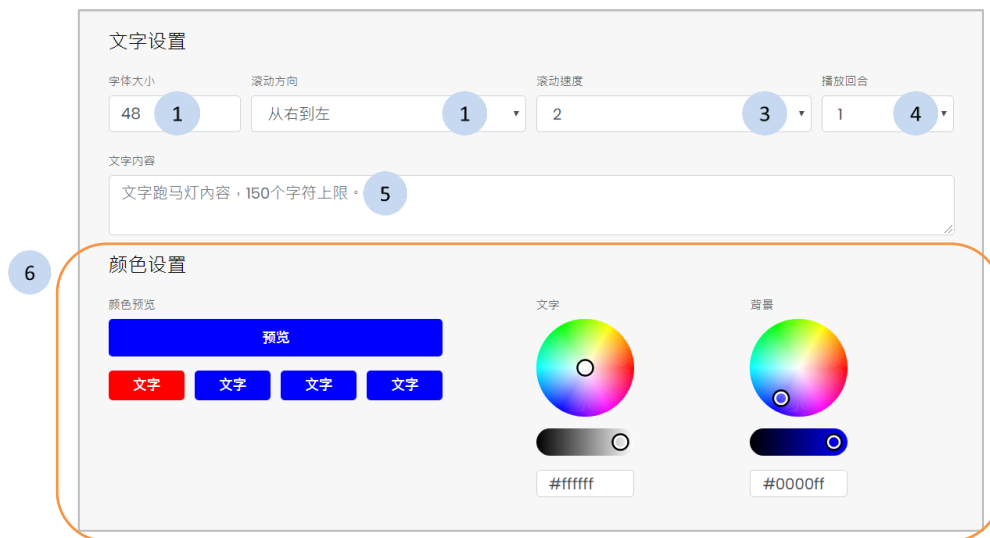 文字设置
字体大小 滚动方向 滚动速度 播放回合
48 1 从右到左 1 2 3 1 4
文字内容
文字跑马灯內容，150个字符上限。 5
6
颜色设置
颜色预览 文字 背景
预览
文字 文字 文字 文字
#ffffff #0000ff